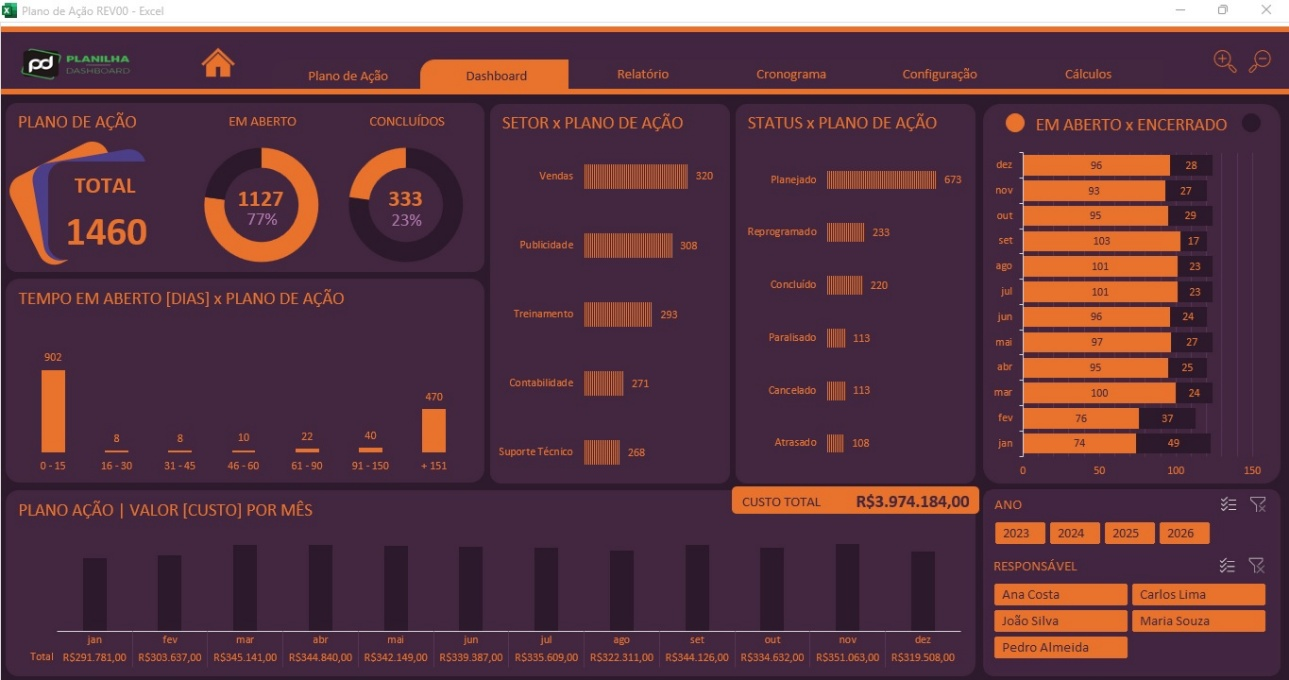 Plano de Ação REV00 - Excel
pd PLANILHA
DASHBOARD
Plano de Ação Dashboard Relatório Cronograma Configuração Cálculos
PLANO DE AÇÃO
EM ABERTO
CONCLUÍDOS
TOTAL
1460
1127
77%
333
23%
TEMPO EM ABERTO [DIAS] x PLANO DE AÇÃO
902 8 8 10 22 40 470
0 - 15 16 - 30 31 - 45 46 - 60 61 - 90 91 - 150 + 151
SETOR x PLANO DE AÇÃO
Vendas 320
Publicidade 308
Treinamento 293
Contabilidade 271
Suporte Técnico 268
STATUS x PLANO DE AÇÃO
Planejado 673
Reprogramado 233
Concluído 220
Paralisado 113
Cancelado 113
Atrasado 108
EM ABERTO x ENCERRADO
dez 96 28
nov 93 27
out 95 29
set 103 17
ago 101 23
jul 101 23
jun 96 24
mai 97 27
abr 95 25
mar 100 24
fev 76 37
jan 74 49
0 50 100 150
PLANO AÇÃO | VALOR [CUSTO] POR MÊS
CUSTO TOTAL R$3.974.184,00
jan fev mar abr mai jun jul ago set out nov dez
Total R$291.781,00 R$303.637,00 R$345.141,00 R$344.840,00 R$342.149,00 R$339.387,00 R$335.609,00 R$322.311,00 R$344.126,00 R$334.632,00 R$351.063,00 R$319.508,00
ANO
2023 2024 2025 2026
RESPONSÁVEL
Ana Costa Carlos Lima
João Silva Maria Souza
Pedro Almeida